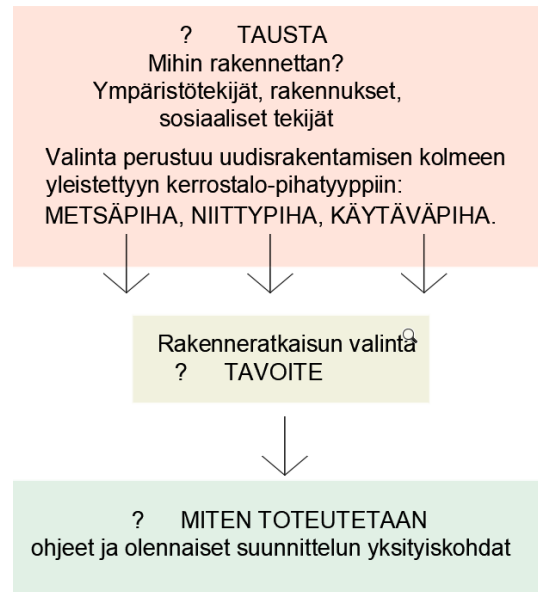 ? TAUSTA
Mihin rakennettan?
Ympäristötekijät, rakennukset,
sosiaaliset tekijät
Valinta perustuu uudisrakentamisen kolmeen
yleistettyyn kerrostalo-pihatyyppiin:
METSÄPIHA, NIITTYPIHA, KÄYTÄVÄPIHA.
Rakenneratkaisun valinta
? TAVOITE
? MITEN TOTEUTETAAN
ohjeet ja olennaiset suunnittelun yksityiskohdat